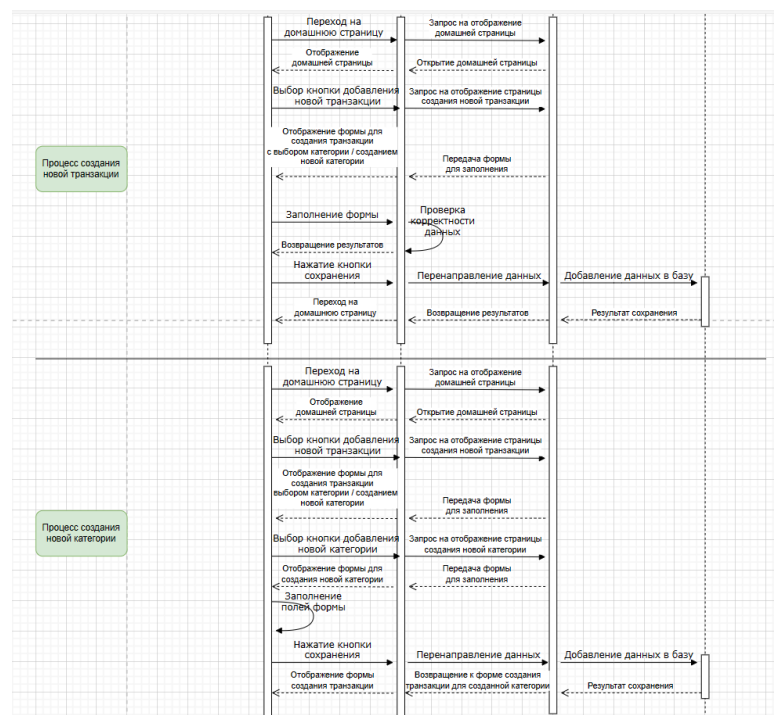 Переход на
домашнюю страницу
Запрос на отображение
домашней страницы
Отображение
домашней страницы
Открытие домашней страницы
Выбор кнопки добавления
новой транзакции
Запрос на отображение страницы
создания новой транзакции
Отображение формы для
создания транзакции
с выбором категории / созданием
новой категории
Передача формы
для заполнения
Процесс создания
новой транзакции
Заполнение формы
Проверка
корректности
данных
Возвращение результатов
Нажатие кнопки
сохранения
Перенаправление данных
Добавление данных в базу
Переход на
домашнюю страницу
Возвращение результатов
Результат сохранения
Переход на
домашнюю страницу
Запрос на отображение
домашней страницы
Отображение
домашней страницы
Открытие домашней страницы
Выбор кнопки добавления
новой транзакции
Запрос на отображение страницы
создания новой транзакции
Отображение формы для
создания транзакции
выбором категории / созданием
новой категории
Передача формы
для заполнения
Процесс создания
новой категории
Выбор кнопки добавления
новой категории
Запрос на отображение страницы
создания новой категории
Отображение формы для
создания новой категории
Передача формы
для заполнения
Заполнение
полей формы
Нажатие кнопки
сохранения
Перенаправление данных
Добавление данных в базу
Отображение формы
создания транзакции
Возвращение к форме создания
транзакции для созданной категории
Результат сохранения